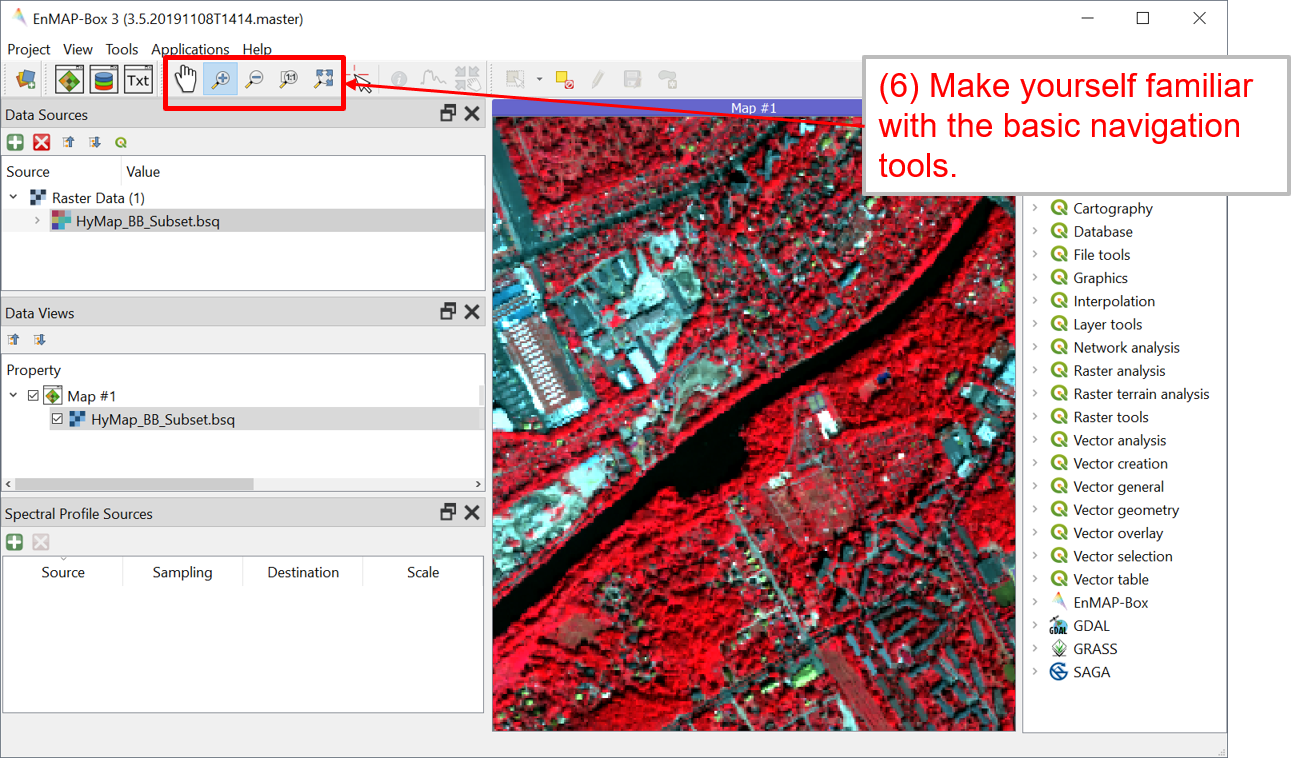 EnMAP-Box 3 (3.5.20191108T1414.master)
Project View Tools Applications Help
Txt
1:1
(6) Make yourself familiar
with the basic navigation
tools.
Data Sources
Source Value
Raster Data (1)
HyMap_BB_Subset.bsq
Data Views
Property
Map #1
HyMap_BB_Subset.bsq
Spectral Profile Sources
Source Sampling Destination Scale
Map #1
Cartography
Database
File tools
Graphics
Interpolation
Layer tools
Network analysis
Raster analysis
Raster terrain analysis
Raster tools
Vector analysis
Vector creation
Vector general
Vector geometry
Vector overlay
Vector selection
Vector table
EnMAP-Box
GDAL GDAL
GRASS
SAGA